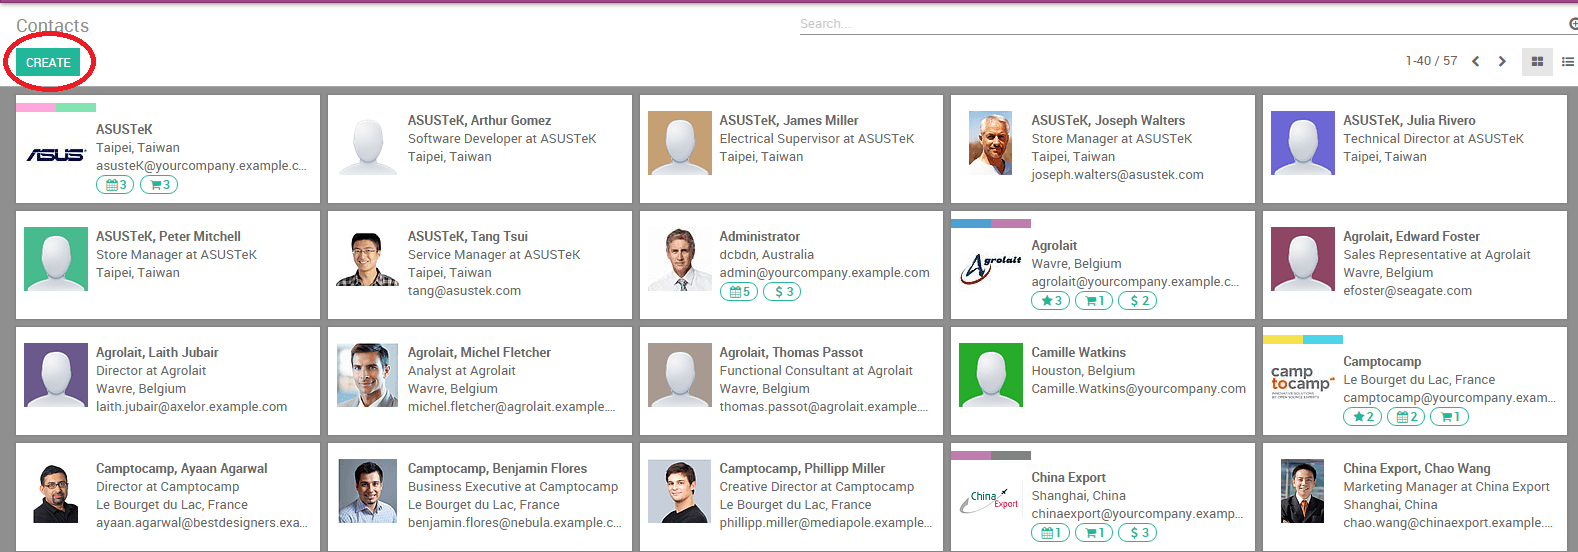 Contacts
Search...
CREATE
1-40 / 57
ASUSTeK
Taipei, Taiwan
asusteK@yourcompany.example.c...
3 3
ASUS
ASUSTeK, Arthur Gomez
Software Developer at ASUSTeK
Taipei, Taiwan
ASUSTeK, James Miller
Electrical Supervisor at ASUSTeK
Taipei, Taiwan
ASUSTeK, Joseph Walters
Store Manager at ASUSTeK
Taipei, Taiwan
joseph.walters@asustek.com
ASUSTeK, Julia Rivero
Technical Director at ASUSTeK
Taipei, Taiwan
ASUSTeK, Peter Mitchell
Store Manager at ASUSTeK
Taipei, Taiwan
ASUSTeK, Tang Tsui
Service Manager at ASUSTeK
Taipei, Taiwan
tang@asustek.com
Administrator
dcbdn, Australia
admin@yourcompany.example.com
5 $ 3
Agrolait
Agrolait
Wavre, Belgium
agrolait@yourcompany.example.c...
3 1 $ 2
Agrolait, Edward Foster
Sales Representative at Agrolait
Wavre, Belgium
efoster@seagate.com
Agrolait, Laith Jubair
Director at Agrolait
Wavre, Belgium
laith.jubair@axelor.example.com
Agrolait, Michel Fletcher
Analyst at Agrolait
Wavre, Belgium
michel.fletcher@agrolait.example....
Agrolait, Thomas Passot
Functional Consultant at Agrolait
Wavre, Belgium
thomas.passot@agrolait.example....
Camille Watkins
Houston, Belgium
Camille.Watkins@yourcompany.com
camp
tocamp
INNOVATIVE SOLUTIONS
BY OPEN SOURCE EXPERTS
Camptocamp
Le Bourget du Lac, France
camptocamp@yourcompany.exam...
2 2 1
Camptocamp, Ayaan Agarwal
Director at Camptocamp
Le Bourget du Lac, France
ayaan.agarwal@bestdesigners.exa...
Camptocamp, Benjamin Flores
Business Executive at Camptocamp
Le Bourget du Lac, France
benjamin.flores@nebula.example.c...
Camptocamp, Phillipp Miller
Creative Director at Camptocamp
Le Bourget du Lac, France
phillipp.miller@mediapole.example...
China
Export
China Export
Shanghai, China
chinaexport@yourcompany.examp...
1 1 $ 3
China Export, Chao Wang
Marketing Manager at China Export
Shanghai, China
chao.wang@chinaexport.example....